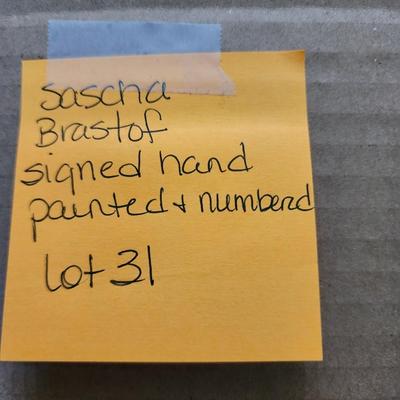 Sascha
Brastof
signed hand
painted + numberd
lot 31